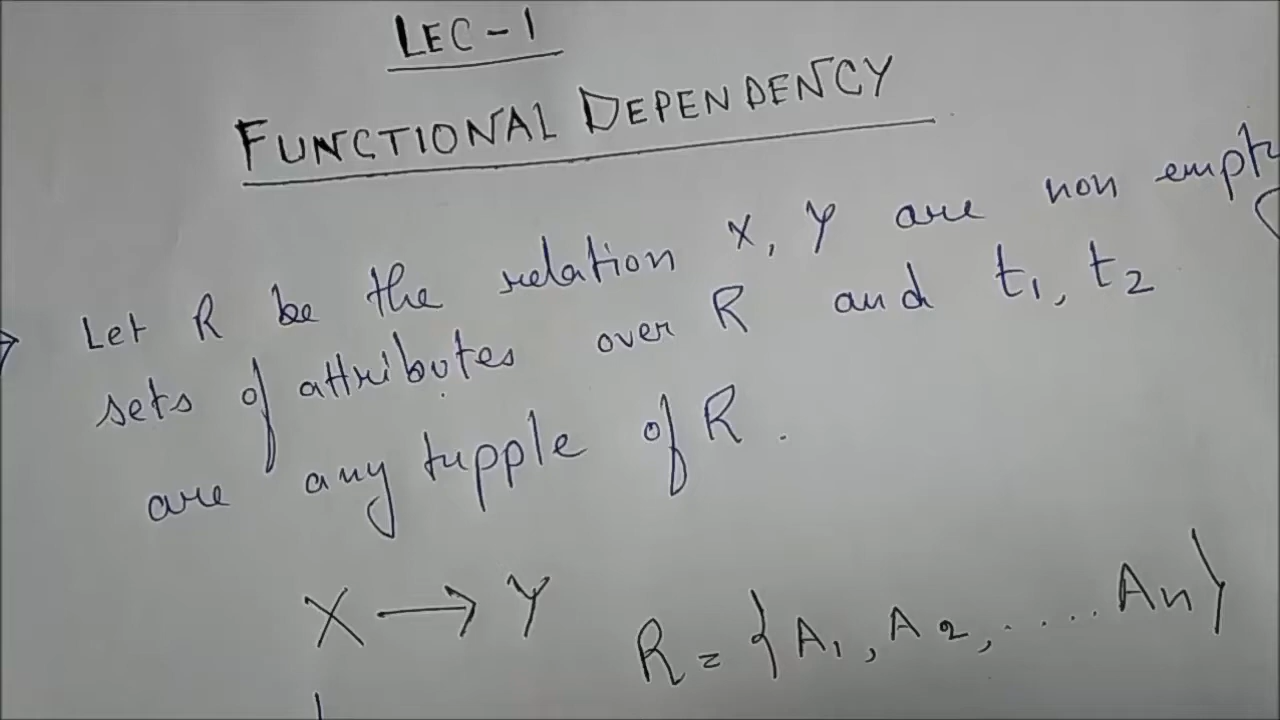 LEC-1
FUNCTIONAL DEPENDENCY
Let R be the relation X, Y are non empty
sets of attributes over R and t1, t2
are any tupple of R.
X → Y
R = {A1, A2, .... An}